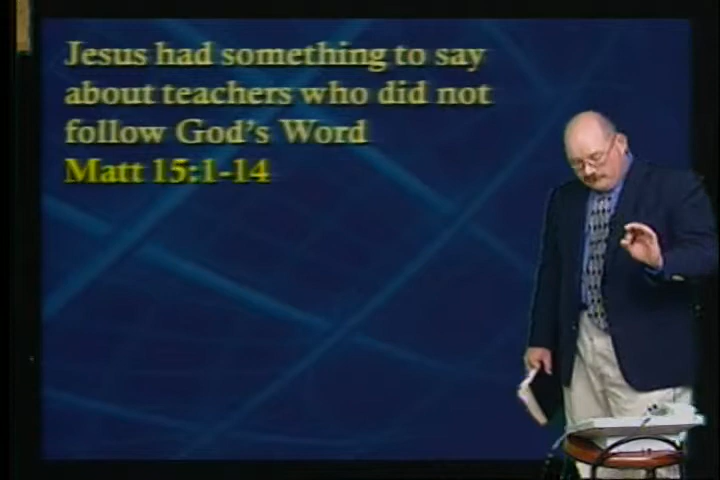 Jesus had something to say
about teachers who did not
follow God's Word
Matt 15:1-14